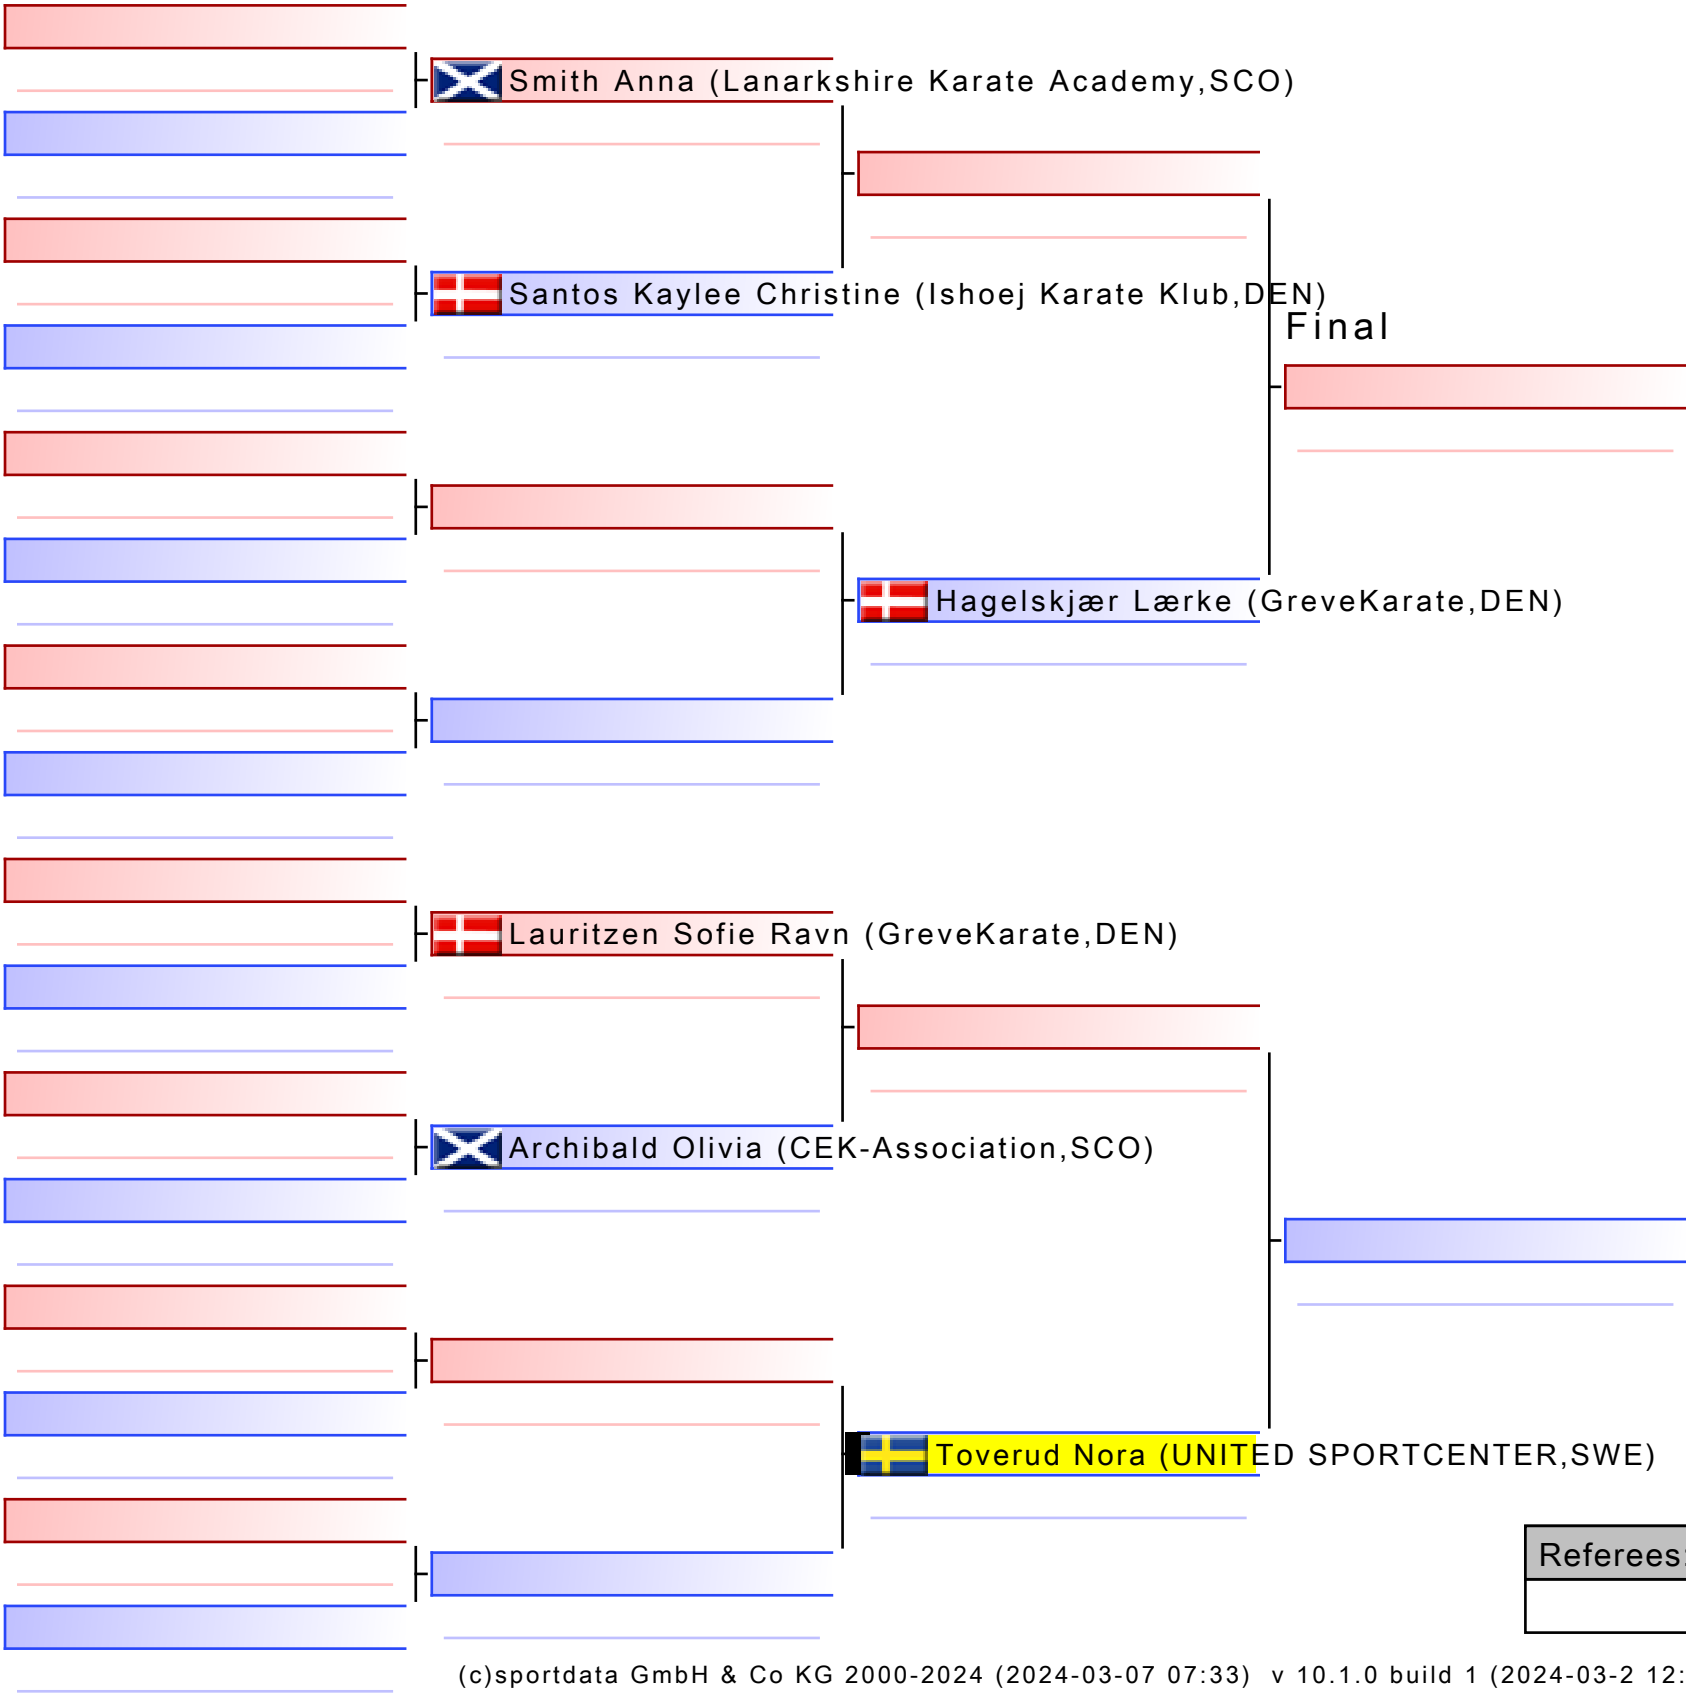 Smith Anna (Lanarkshire Karate Academy,SCO)
Santos Kaylee Christine (Ishoej Karate Klub,DEN)
Final
Hagelskjær Lærke (GreveKarate,DEN)
Lauritzen Sofie Ravn (GreveKarate,DEN)
Archibald Olivia (CEK-Association,SCO)
Toverud Nora (UNITED SPORTCENTER,SWE)
Referees:
(c)sportdata GmbH & Co KG 2000-2024 (2024-03-07 07:33) v 10.1.0 build 1 (2024-03-2 12: